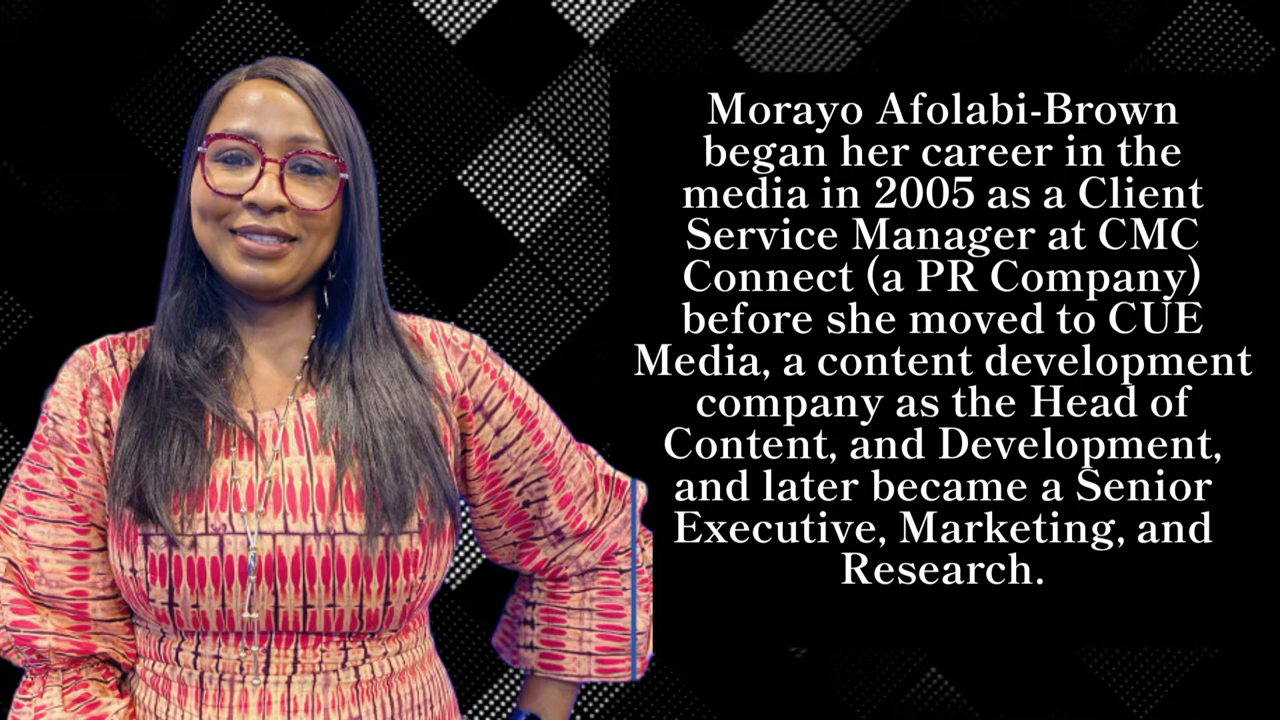 Morayo Afolabi-Brown
began her career in the
media in 2005 as a Client
Service Manager at CMC
Connect (a PR Company)
before she moved to CUE
Media, a content development
company as the Head of
Content, and Development,
and later became a Senior
Executive, Marketing, and
Research.